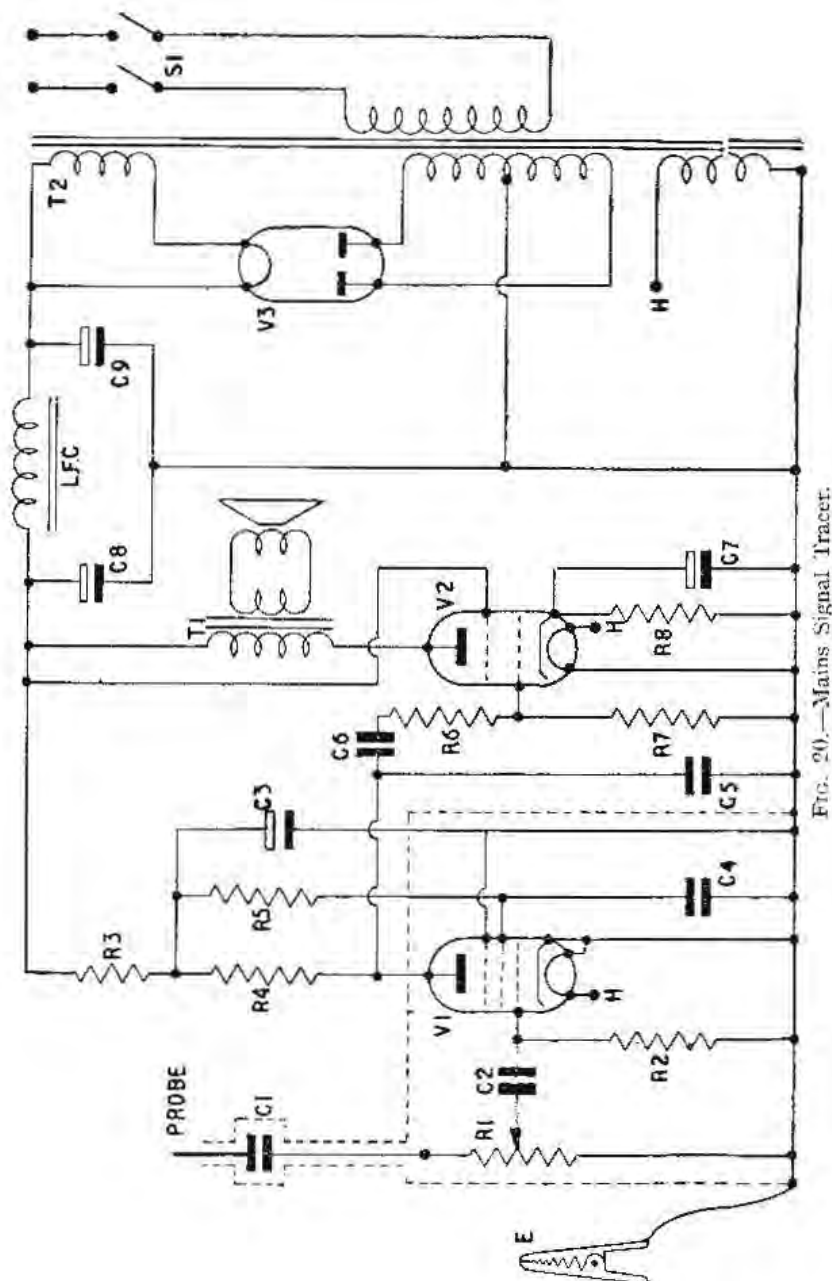 PROBE
C1
R1
C2
R2
V1
H
R3
R4
R5
C3
C4
C5
C6
R6
R7
V2
H
R8
C7
T1
C8
LFC
C9
V3
T2
S1
H
E
FIG. 20.—Mains Signal Tracer.